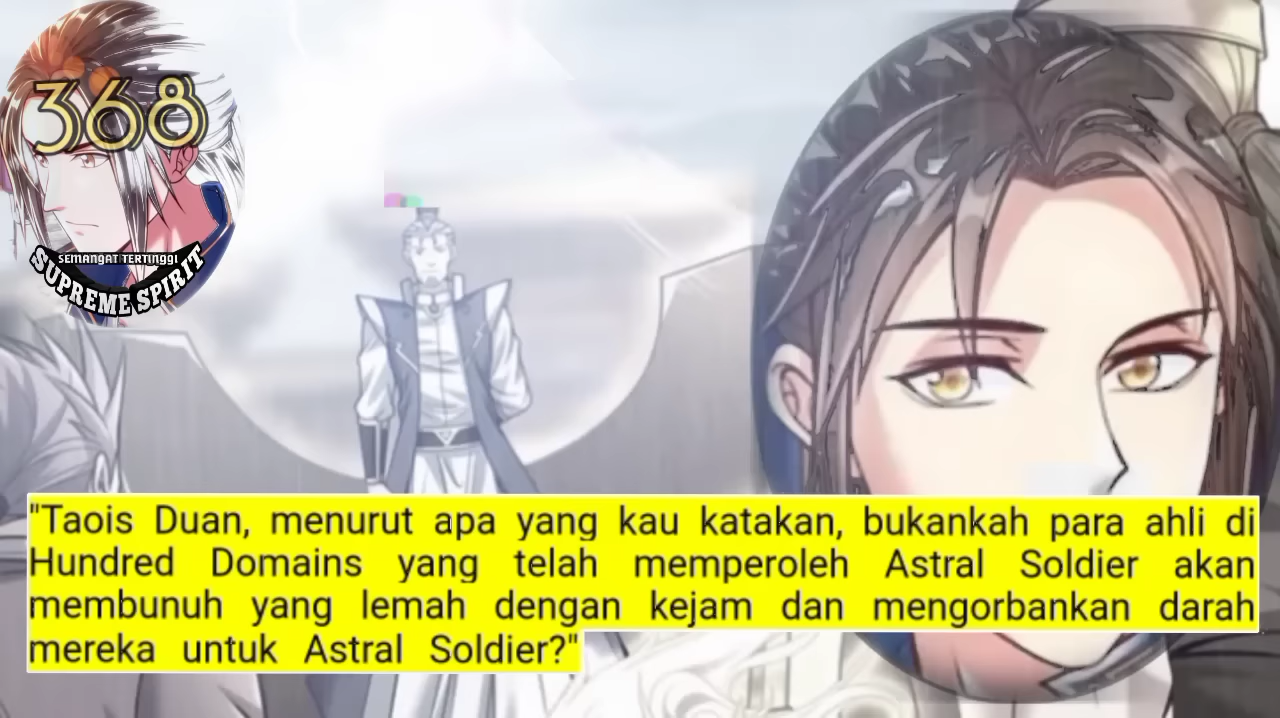 368
SEMANGAT TERTINGGI
SUPREME SPIRIT
"Taois Duan, menurut apa yang kau katakan, bukankah para ahli di
Hundred Domains yang telah memperoleh Astral Soldier akan
membunuh yang lemah dengan kejam dan mengorbankan darah
mereka untuk Astral Soldier?"